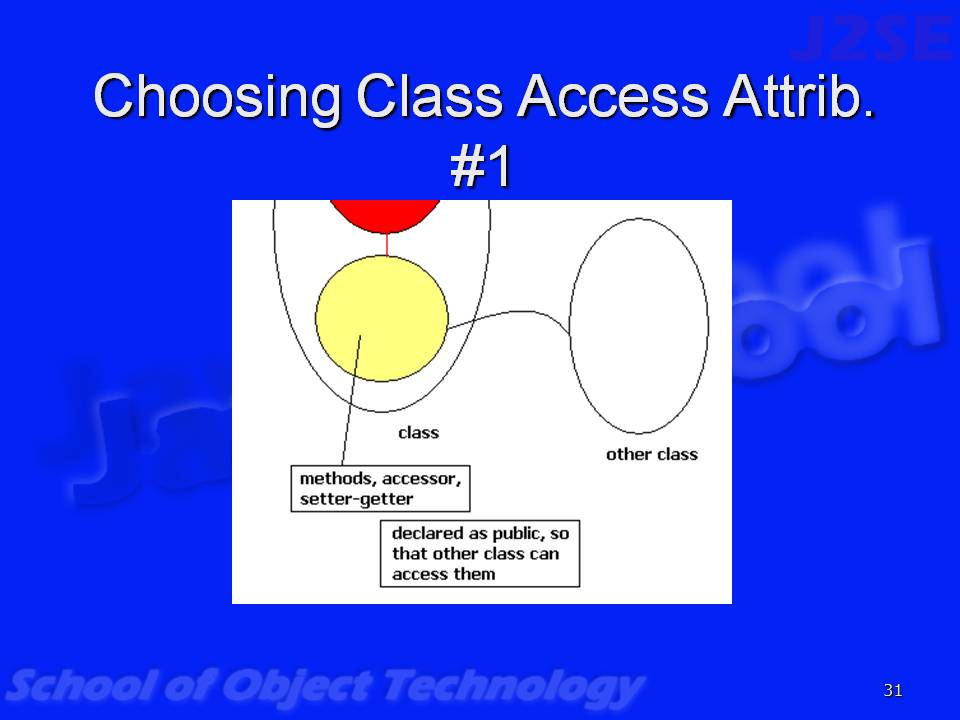 J2SE
Choosing Class Access Attrib.
#1
class
other class
methods, accessor,
setter-getter
declared as public, so
that other class can
access them
School of Object Technology
31